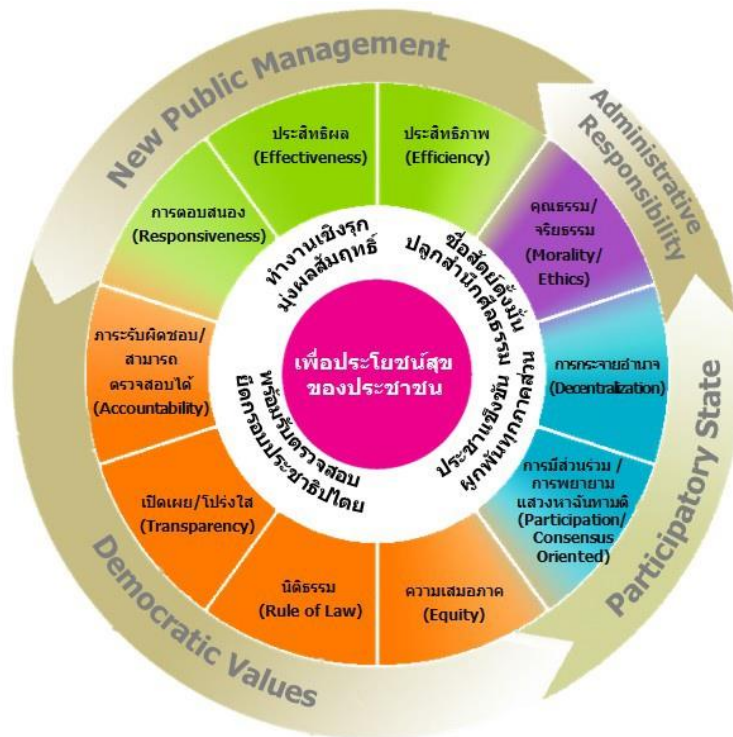 New Public Management
Administrative
Responsibility
Participatory State
Democratic Values
ประสิทธิผล
(Effectiveness)
ประสิทธิภาพ
(Efficiency)
คุณธรรม/
จริยธรรม
(Morality/
Ethics)
การกระจายอำนาจ
(Decentralization)
การมีส่วนร่วม /
การพยายาม
แสวงหาฉันทามติ
(Participation/
Consensus
Oriented)
ความเสมอภาค
(Equity)
นิติธรรม
(Rule of Law)
เปิดเผย/โปร่งใส
(Transparency)
ภาระรับผิดชอบ/
สามารถ
ตรวจสอบได้
(Accountability)
การตอบสนอง
(Responsiveness)
ทำงานเชิงรุก
มุ่งผลสัมฤทธิ์
ซื่อสัตย์ตั้งมั่น
ปลูกสำนึกศีลธรรม
ประชาแข็งขัน
ผูกพันทุกภาคส่วน
พร้อมรับตรวจสอบ
ยึดกรอบประชาธิปไตย
เพื่อประโยชน์สุข
ของประชาชน